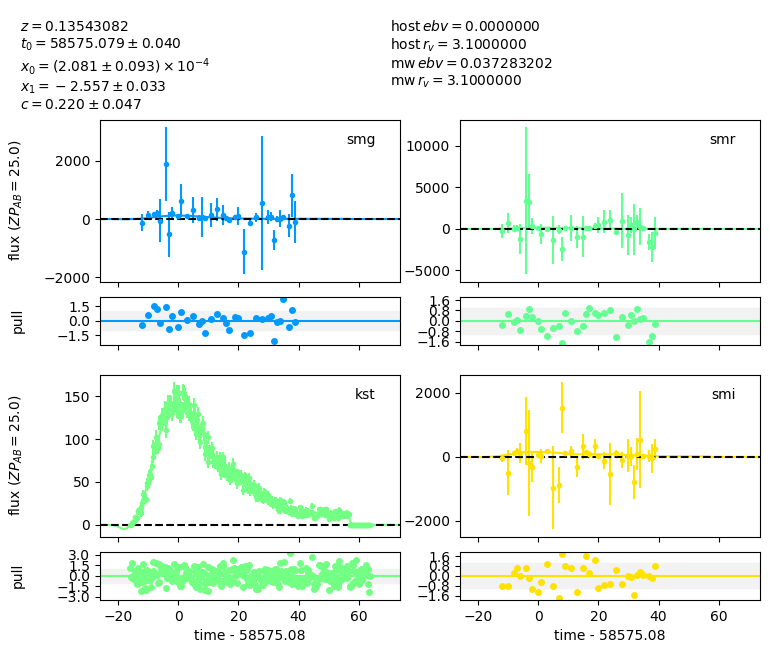 z = 0.13543082
t₀ = 58575.079 ± 0.040
x₀ = (2.081 ± 0.093) × 10⁻⁴
x₁ = −2.557 ± 0.033
c = 0.220 ± 0.047
host ebv = 0.0000000
host r_v = 3.1000000
mw ebv = 0.037283202
mw r_v = 3.1000000
flux (ZP_AB = 25.0)
2000
0
−2000
smg
10000
5000
0
−5000
smr
pull
1.5
0.0
−1.5
1.6
0.8
0.0
−0.8
−1.6
flux (ZP_AB = 25.0)
150
100
50
0
kst
2000
0
−2000
smi
pull
3.0
1.5
0.0
−1.5
−3.0
1.6
0.8
0.0
−0.8
−1.6
−20 0 20 40 60
time - 58575.08
−20 0 20 40 60
time - 58575.08